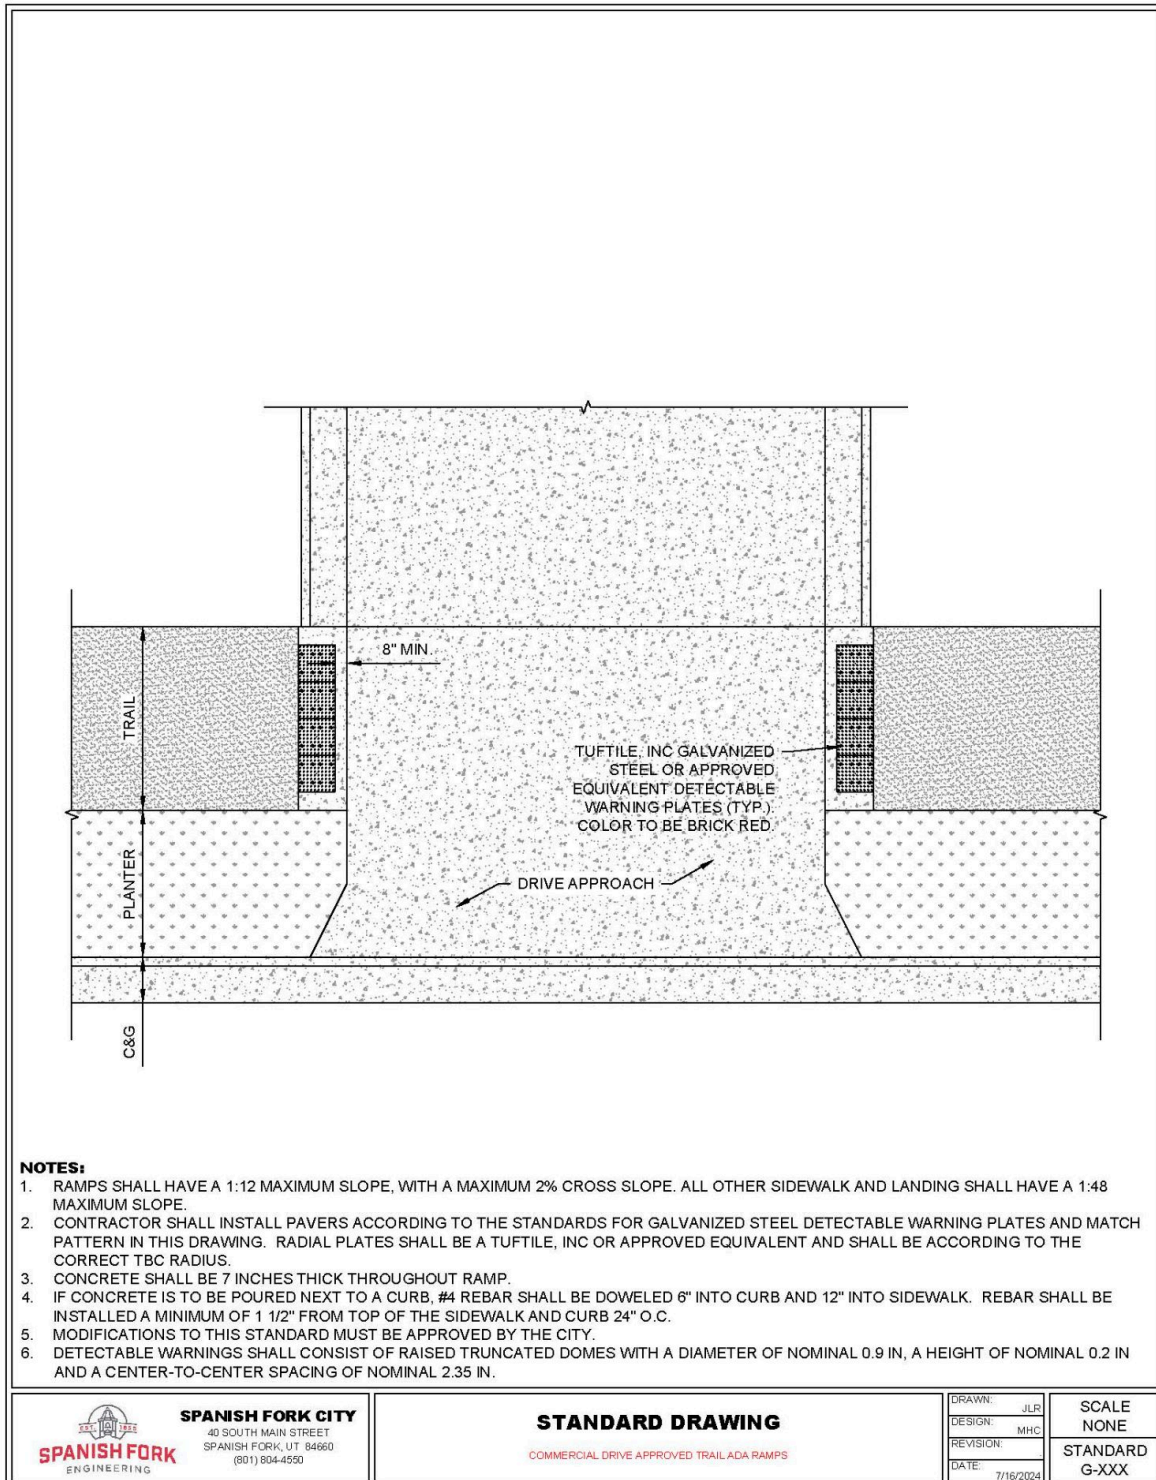 8" MIN.
TRAIL
TUFTILE, INC GALVANIZED
STEEL OR APPROVED
EQUIVALENT DETECTABLE
WARNING PLATES (TYP.).
COLOR TO BE BRICK RED.
PLANTER
DRIVE APPROACH
C&G
NOTES:
1. RAMPS SHALL HAVE A 1:12 MAXIMUM SLOPE, WITH A MAXIMUM 2% CROSS SLOPE. ALL OTHER SIDEWALK AND LANDING SHALL HAVE A 1:48
MAXIMUM SLOPE.
2. CONTRACTOR SHALL INSTALL PAVERS ACCORDING TO THE STANDARDS FOR GALVANIZED STEEL DETECTABLE WARNING PLATES AND MATCH
PATTERN IN THIS DRAWING. RADIAL PLATES SHALL BE A TUFTILE, INC OR APPROVED EQUIVALENT AND SHALL BE ACCORDING TO THE
CORRECT TBC RADIUS.
3. CONCRETE SHALL BE 7 INCHES THICK THROUGHOUT RAMP.
4. IF CONCRETE IS TO BE POURED NEXT TO A CURB, #4 REBAR SHALL BE DOWELED 6" INTO CURB AND 12" INTO SIDEWALK. REBAR SHALL BE
INSTALLED A MINIMUM OF 1 1/2" FROM TOP OF THE SIDEWALK AND CURB 24" O.C.
5. MODIFICATIONS TO THIS STANDARD MUST BE APPROVED BY THE CITY.
6. DETECTABLE WARNINGS SHALL CONSIST OF RAISED TRUNCATED DOMES WITH A DIAMETER OF NOMINAL 0.9 IN, A HEIGHT OF NOMINAL 0.2 IN
AND A CENTER-TO-CENTER SPACING OF NOMINAL 2.35 IN.
EST. 1855
SPANISH FORK
ENGINEERING
SPANISH FORK CITY
40 SOUTH MAIN STREET
SPANISH FORK, UT 84660
(801) 804-4550
STANDARD DRAWING
COMMERCIAL DRIVE APPROVED TRAIL ADA RAMPS
DRAWN: JLR
DESIGN: MHC
REVISION:
DATE: 7/16/2024
SCALE
NONE
STANDARD
G-XXX